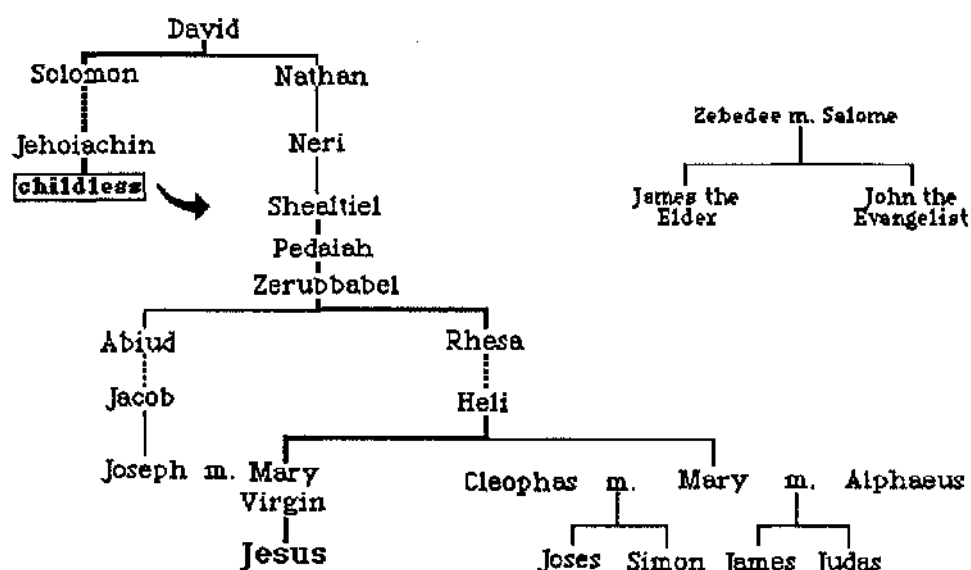 David
Solomon Nathan
Zebedee m. Salome
Jehoiachin Neri
childless
James the John the
Elder Evangelist
Shealtiel
Pedaiah
Zerubbabel
Abiud Rhesa
Jacob Heli
Joseph m. Mary Cleophas m. Mary m. Alphaeus
Virgin
Jesus Joses Simon James Judas